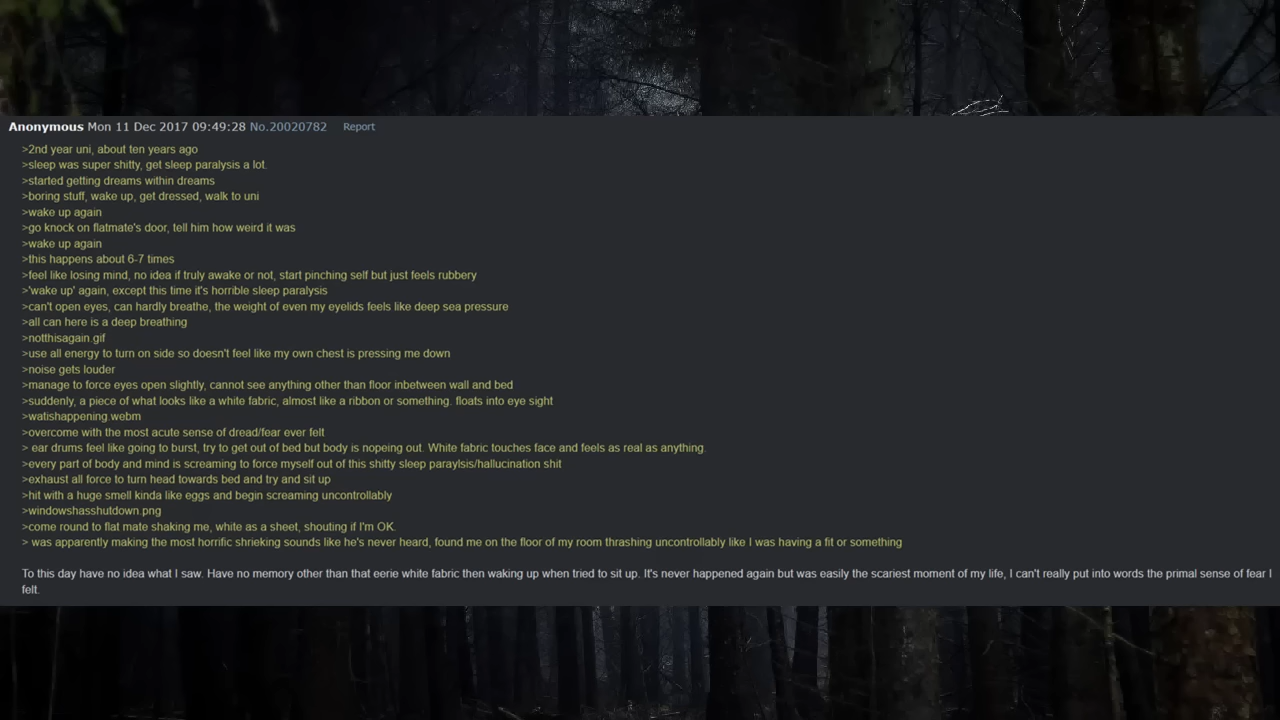 Anonymous Mon 11 Dec 2017 09:49:28 No.20020782 Report
>2nd year uni, about ten years ago
>sleep was super shitty, get sleep paralysis a lot.
>started getting dreams within dreams
>boring stuff, wake up, get dressed, walk to uni
>wake up again
>go knock on flatmate's door, tell him how weird it was
>wake up again
>this happens about 6-7 times
>feel like losing mind, no idea if truly awake or not, start pinching self but just feels rubbery
>'wake up' again, except this time it's horrible sleep paralysis
>can't open eyes, can hardly breathe, the weight of even my eyelids feels like deep sea pressure
>all can here is a deep breathing
>notthisagain.gif
>use all energy to turn on side so doesn't feel like my own chest is pressing me down
>noise gets louder
>manage to force eyes open slightly, cannot see anything other than floor inbetween wall and bed
>suddenly, a piece of what looks like a white fabric, almost like a ribbon or something. floats into eye sight
>watishappening.webm
>overcome with the most acute sense of dread/fear ever felt
> ear drums feel like going to burst, try to get out of bed but body is nopeing out. White fabric touches face and feels as real as anything.
>every part of body and mind is screaming to force myself out of this shitty sleep paraylsis/hallucination shit
>exhaust all force to turn head towards bed and try and sit up
>hit with a huge smell kinda like eggs and begin screaming uncontrollably
>windowshasshutdown.png
>come round to flat mate shaking me, white as a sheet, shouting if I'm OK.
> was apparently making the most horrific shrieking sounds like he's never heard, found me on the floor of my room thrashing uncontrollably like I was having a fit or something
To this day have no idea what I saw. Have no memory other than that eerie white fabric then waking up when tried to sit up. It's never happened again but was easily the scariest moment of my life, I can't really put into words the primal sense of fear I
felt.